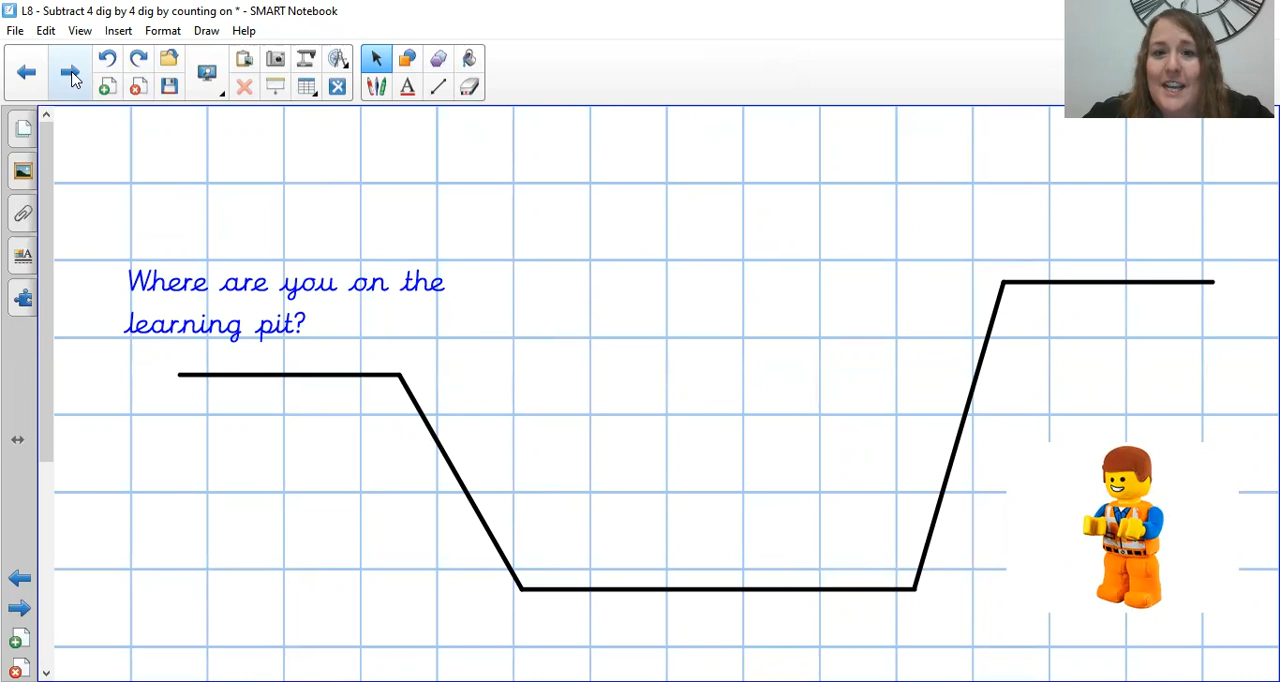 L8 - Subtract 4 dig by 4 dig by counting on * - SMART Notebook
File Edit View Insert Format Draw Help
Where are you on the
learning pit?